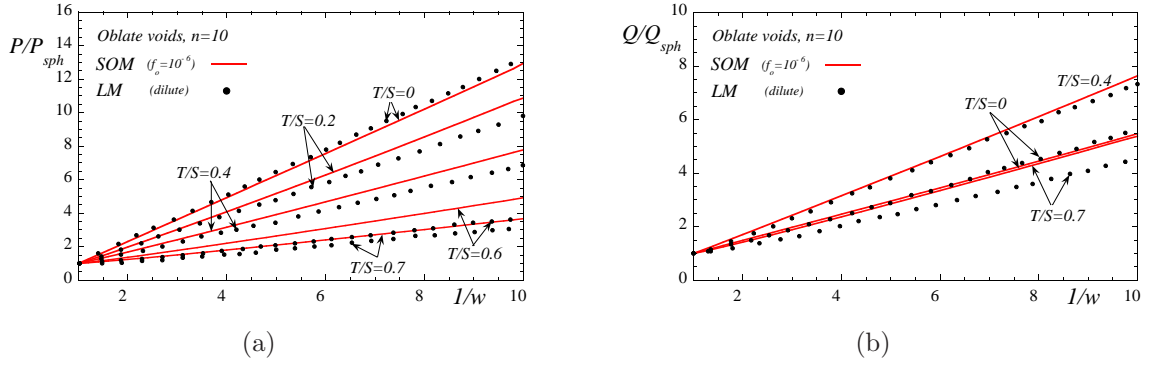 16
14
12
10
8
6
4
2
0
P/P_sph
Oblate voids, n=10
SOM (f_o=10^-6)
LM (dilute)
T/S=0
T/S=0.2
T/S=0.4
T/S=0.6
T/S=0.7
2 4 6 8 10
1/w
(a)
10
8
6
4
2
0
Q/Q_sph
Oblate voids, n=10
SOM (f_o=10^-6)
LM (dilute)
T/S=0.4
T/S=0
T/S=0.7
2 4 6 8 10
1/w
(b)